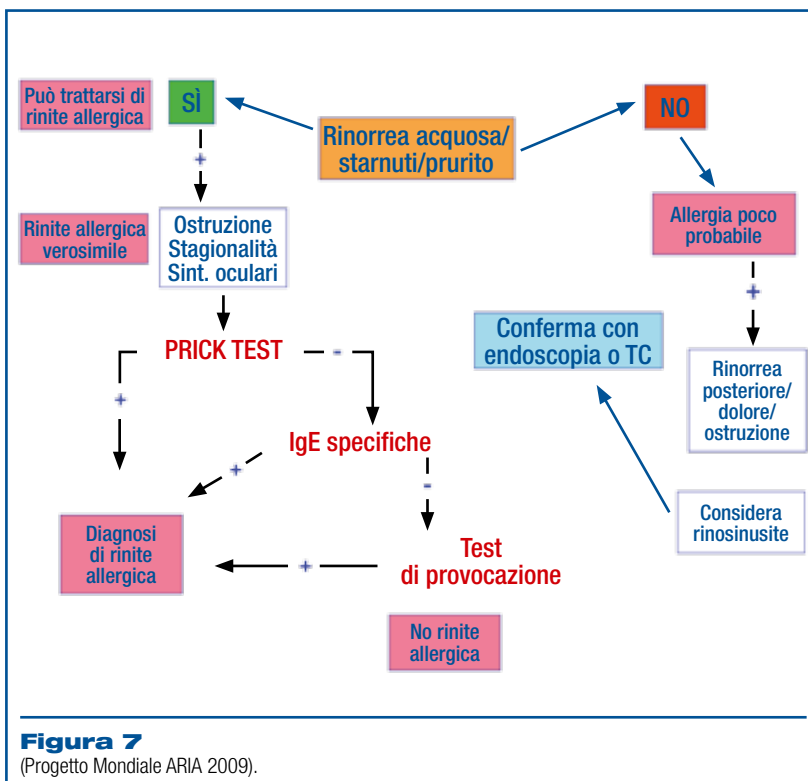 Può trattarsi di
rinite allergica
SÌ
Rinorrea acquosa/
starnuti/prurito
NO
+
Rinite allergica
verosimile
Ostruzione
Stagionalità
Sint. oculari
Allergia poco
probabile
+
PRICK TEST
-
+
Conferma con
endoscopia o TC
Rinorrea
posteriore/
dolore/
ostruzione
IgE specifiche
+
-
Considera
rinosinusite
Diagnosi
di rinite
allergica
+
Test
di provocazione
No rinite
allergica
Figura 7
(Progetto Mondiale ARIA 2009).